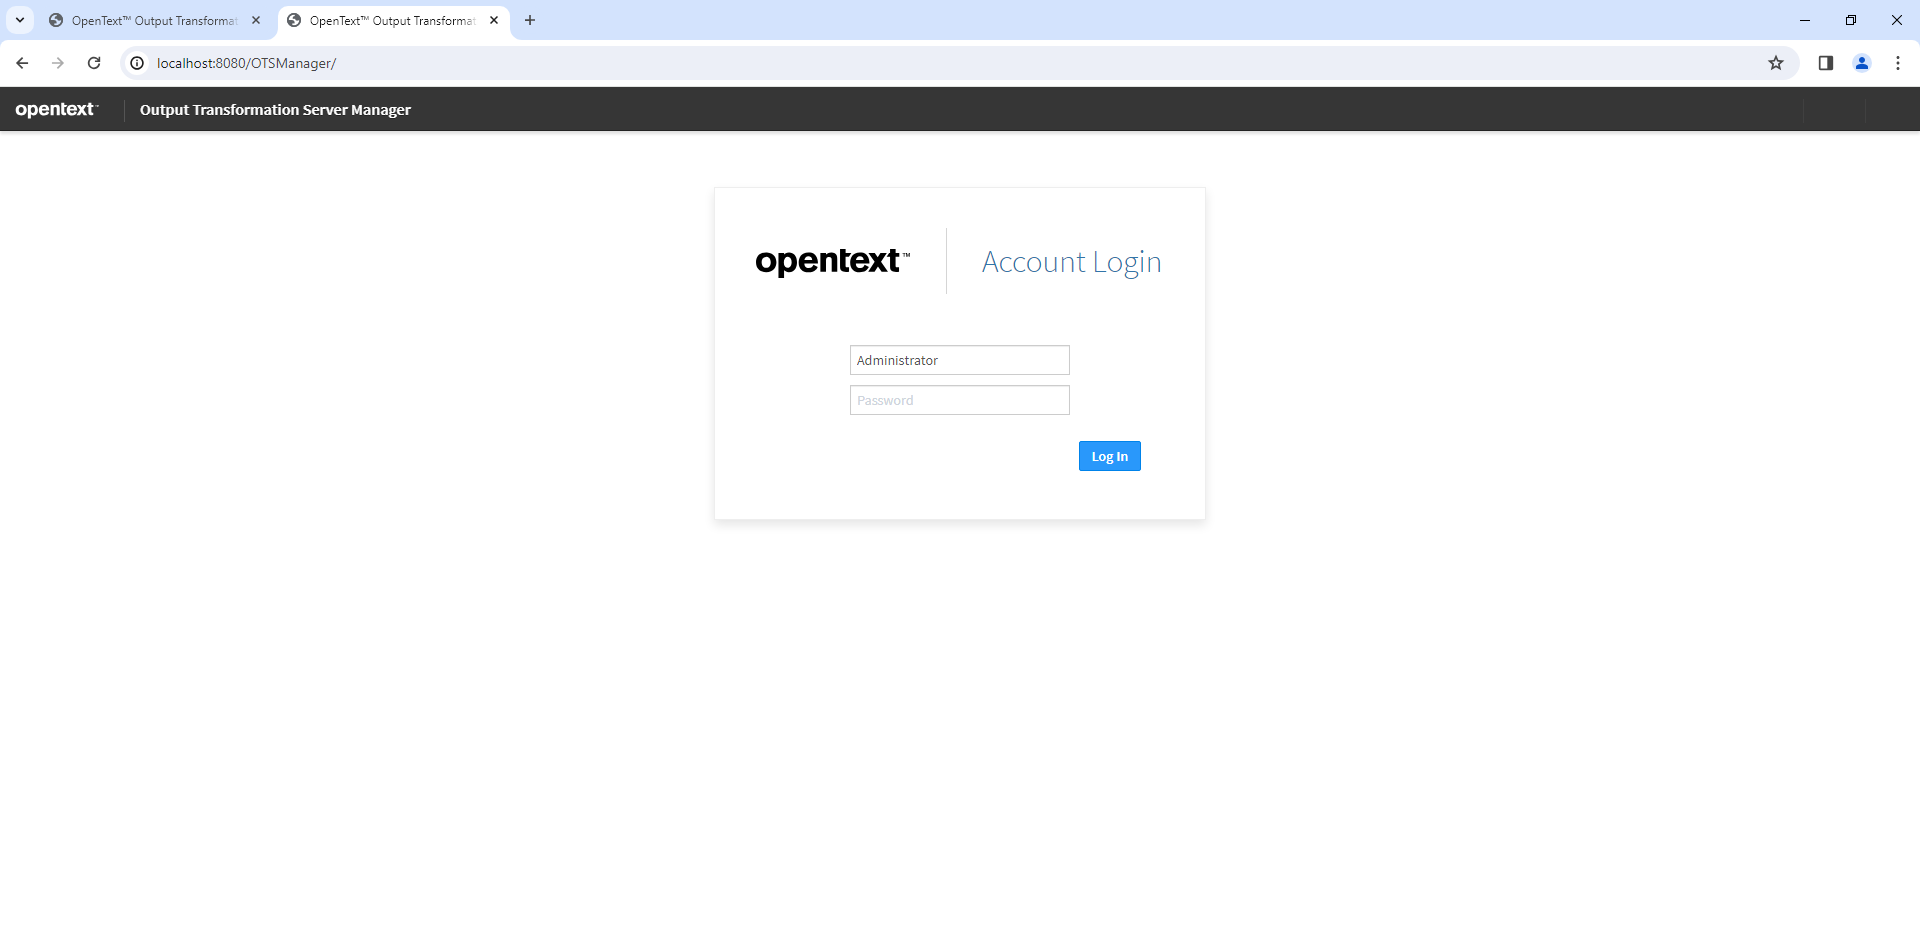 OpenText™ Output Transformat
OpenText™ Output Transformat
localhost:8080/OTSManager/
opentext™
Output Transformation Server Manager
opentext™
Account Login
Administrator
Password
Log In